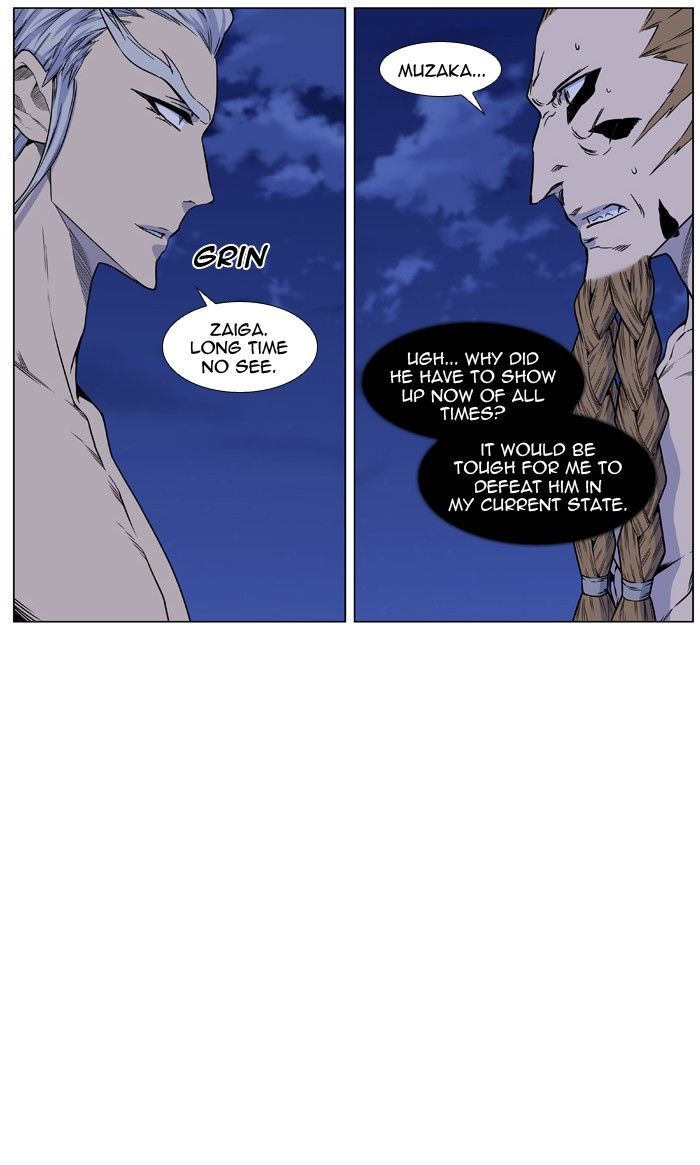 GRIN
ZAIGA.
LONG TIME
NO SEE.
MUZAKA...
UGH... WHY DID
HE HAVE TO SHOW
UP NOW OF ALL
TIMES?
IT WOULD BE
TOUGH FOR ME TO
DEFEAT HIM IN
MY CURRENT STATE.